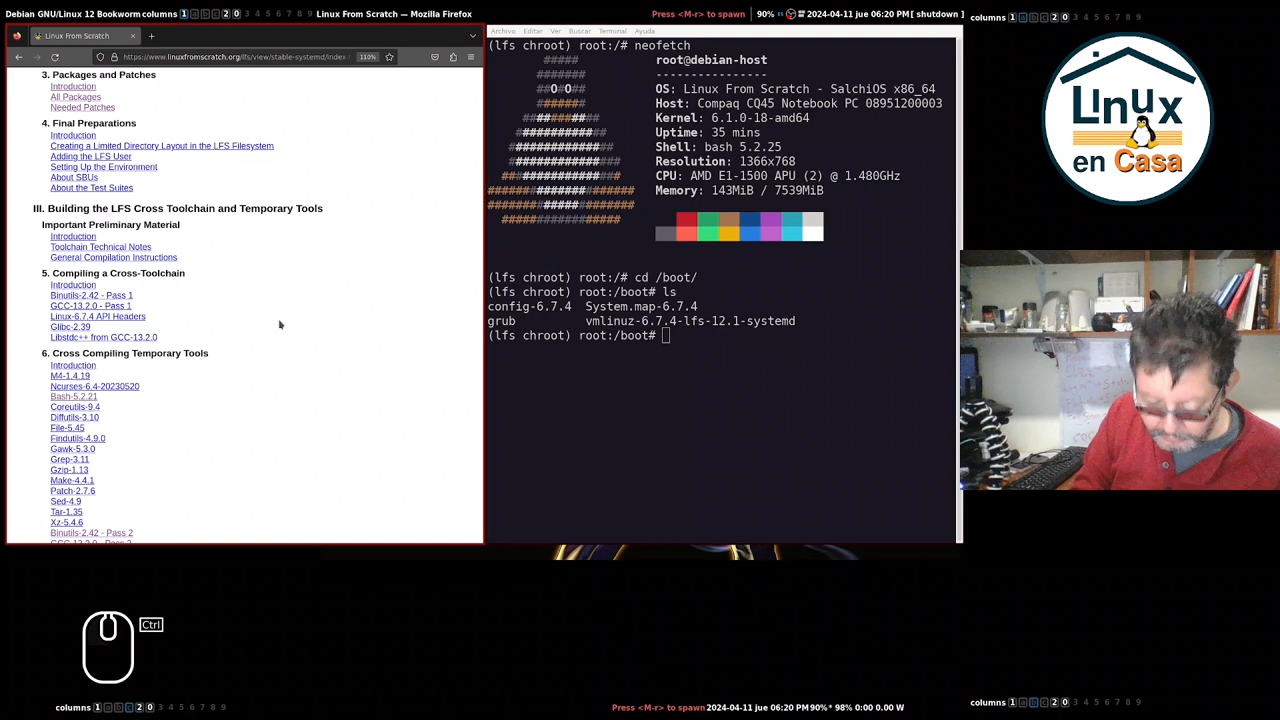 Debian GNU/Linux 12 Bookworm columns 1 a b c 2 0 3 4 5 6 7 8 9 Linux From Scratch — Mozilla Firefox
Press <M-r> to spawn 90% ES 2024-04-11 jue 06:20 PM [ shutdown ]
columns 1 a b c 2 0 3 4 5 6 7 8 9
Linux From Scratch
https://www.linuxfromscratch.org/lfs/view/stable-systemd/index
110%
3. Packages and Patches
Introduction
All Packages
Needed Patches
4. Final Preparations
Introduction
Creating a Limited Directory Layout in the LFS Filesystem
Adding the LFS User
Setting Up the Environment
About SBUs
About the Test Suites
III. Building the LFS Cross Toolchain and Temporary Tools
Important Preliminary Material
Introduction
Toolchain Technical Notes
General Compilation Instructions
5. Compiling a Cross-Toolchain
Introduction
Binutils-2.42 - Pass 1
GCC-13.2.0 - Pass 1
Linux-6.7.4 API Headers
Glibc-2.39
Libstdc++ from GCC-13.2.0
6. Cross Compiling Temporary Tools
Introduction
M4-1.4.19
Ncurses-6.4-20230520
Bash-5.2.21
Coreutils-9.4
Diffutils-3.10
File-5.45
Findutils-4.9.0
Gawk-5.3.0
Grep-3.11
Gzip-1.13
Make-4.4.1
Patch-2.7.6
Sed-4.9
Tar-1.35
Xz-5.4.6
Binutils-2.42 - Pass 2
GCC-13.2.0 - Pass 2
Archivo Editar Ver Buscar Terminal Ayuda
(lfs chroot) root:/# neofetch
##### root@debian-host
####### ----------------
##O#O## OS: Linux From Scratch - SalchiOS x86_64
####### Host: Compaq CQ45 Notebook PC 08951200003
########### Kernel: 6.1.0-18-amd64
############# Uptime: 35 mins
############### Shell: bash 5.2.25
################ Resolution: 1366x768
################# CPU: AMD E1-1500 APU (2) @ 1.480GHz
##################### Memory: 143MiB / 7539MiB
#####################
#################
(lfs chroot) root:/# cd /boot/
(lfs chroot) root:/boot# ls
config-6.7.4 System.map-6.7.4
grub vmlinuz-6.7.4-lfs-12.1-systemd
(lfs chroot) root:/boot#
Linux
en Casa
Ctrl
columns 1 a b c 2 0 3 4 5 6 7 8 9
Press <M-r> to spawn 2024-04-11 jue 06:20 PM 90%* 98% 0:00 0.00 W
columns 1 a b c 2 0 3 4 5 6 7 8 9